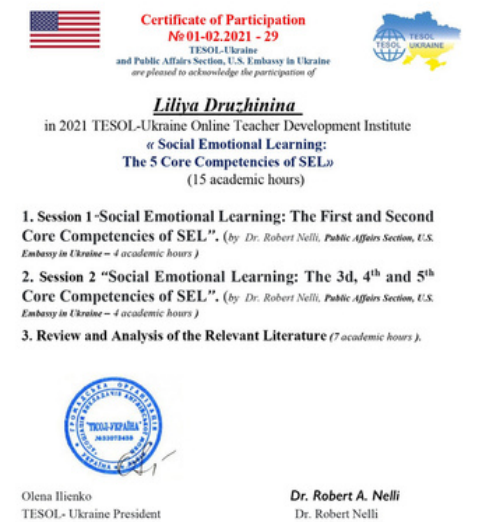 Certificate of Participation
№ 01-02.2021 - 29
TESOL-Ukraine
and Public Affairs Section, U.S. Embassy in Ukraine
are pleased to acknowledge the participation of
TESOL
TESOL
UKRAINE
Liliya Druzhinina
in 2021 TESOL-Ukraine Online Teacher Development Institute
« Social Emotional Learning:
The 5 Core Competencies of SEL»
(15 academic hours)
1. Session 1-Social Emotional Learning: The First and Second
Core Competencies of SEL”. (by Dr. Robert Nelli, Public Affairs Section, U.S.
Embassy in Ukraine – 4 academic hours )
2. Session 2 “Social Emotional Learning: The 3d, 4th and 5th
Core Competencies of SEL”. (by Dr. Robert Nelli, Public Affairs Section, U.S.
Embassy in Ukraine – 4 academic hours )
3. Review and Analysis of the Relevant Literature (7 academic hours ).
ГРОМАДСЬКА ОРГАНІЗАЦІЯ
"ТІСОЛ-УКРАЇНА"
УКРАЇНА
Olena Ilienko
TESOL- Ukraine President
Dr. Robert A. Nelli
Dr. Robert Nelli